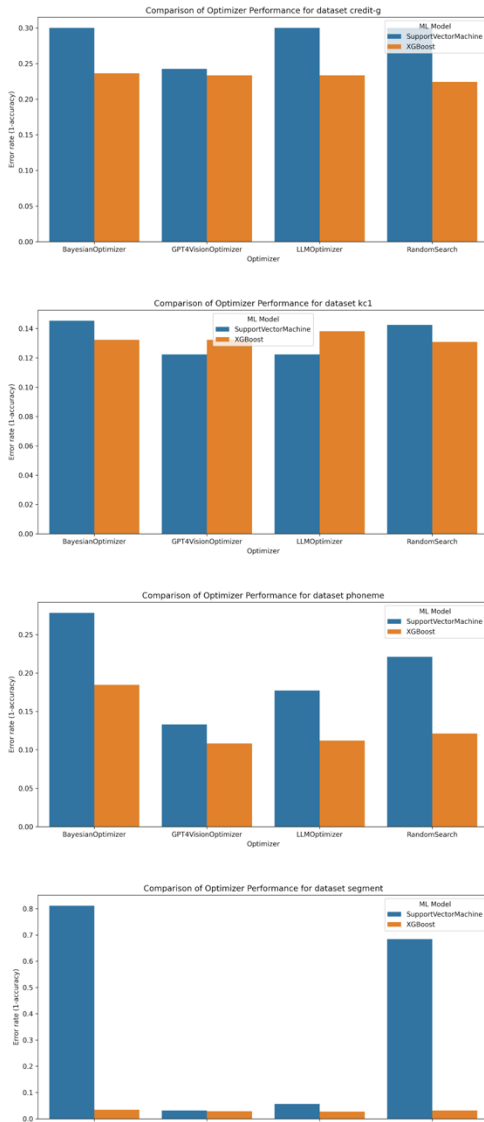 Comparison of Optimizer Performance for dataset credit-g
0.30
ML Model
SupportVectorMachine
XGBoost
0.25
0.20
0.15
0.10
0.05
0.00
Error rate (1-accuracy)
BayesianOptimizer GPT4VisionOptimizer LLMOptimizer RandomSearch
Optimizer
Comparison of Optimizer Performance for dataset kc1
ML Model
SupportVectorMachine
XGBoost
0.14
0.12
0.10
0.08
0.06
0.04
0.02
0.00
Error rate (1-accuracy)
BayesianOptimizer GPT4VisionOptimizer LLMOptimizer RandomSearch
Optimizer
Comparison of Optimizer Performance for dataset phoneme
ML Model
SupportVectorMachine
XGBoost
0.25
0.20
0.15
0.10
0.05
0.00
Error rate (1-accuracy)
BayesianOptimizer GPT4VisionOptimizer LLMOptimizer RandomSearch
Optimizer
Comparison of Optimizer Performance for dataset segment
ML Model
SupportVectorMachine
XGBoost
0.8
0.7
0.6
0.5
0.4
0.3
0.2
0.1
0.0
Error rate (1-accuracy)